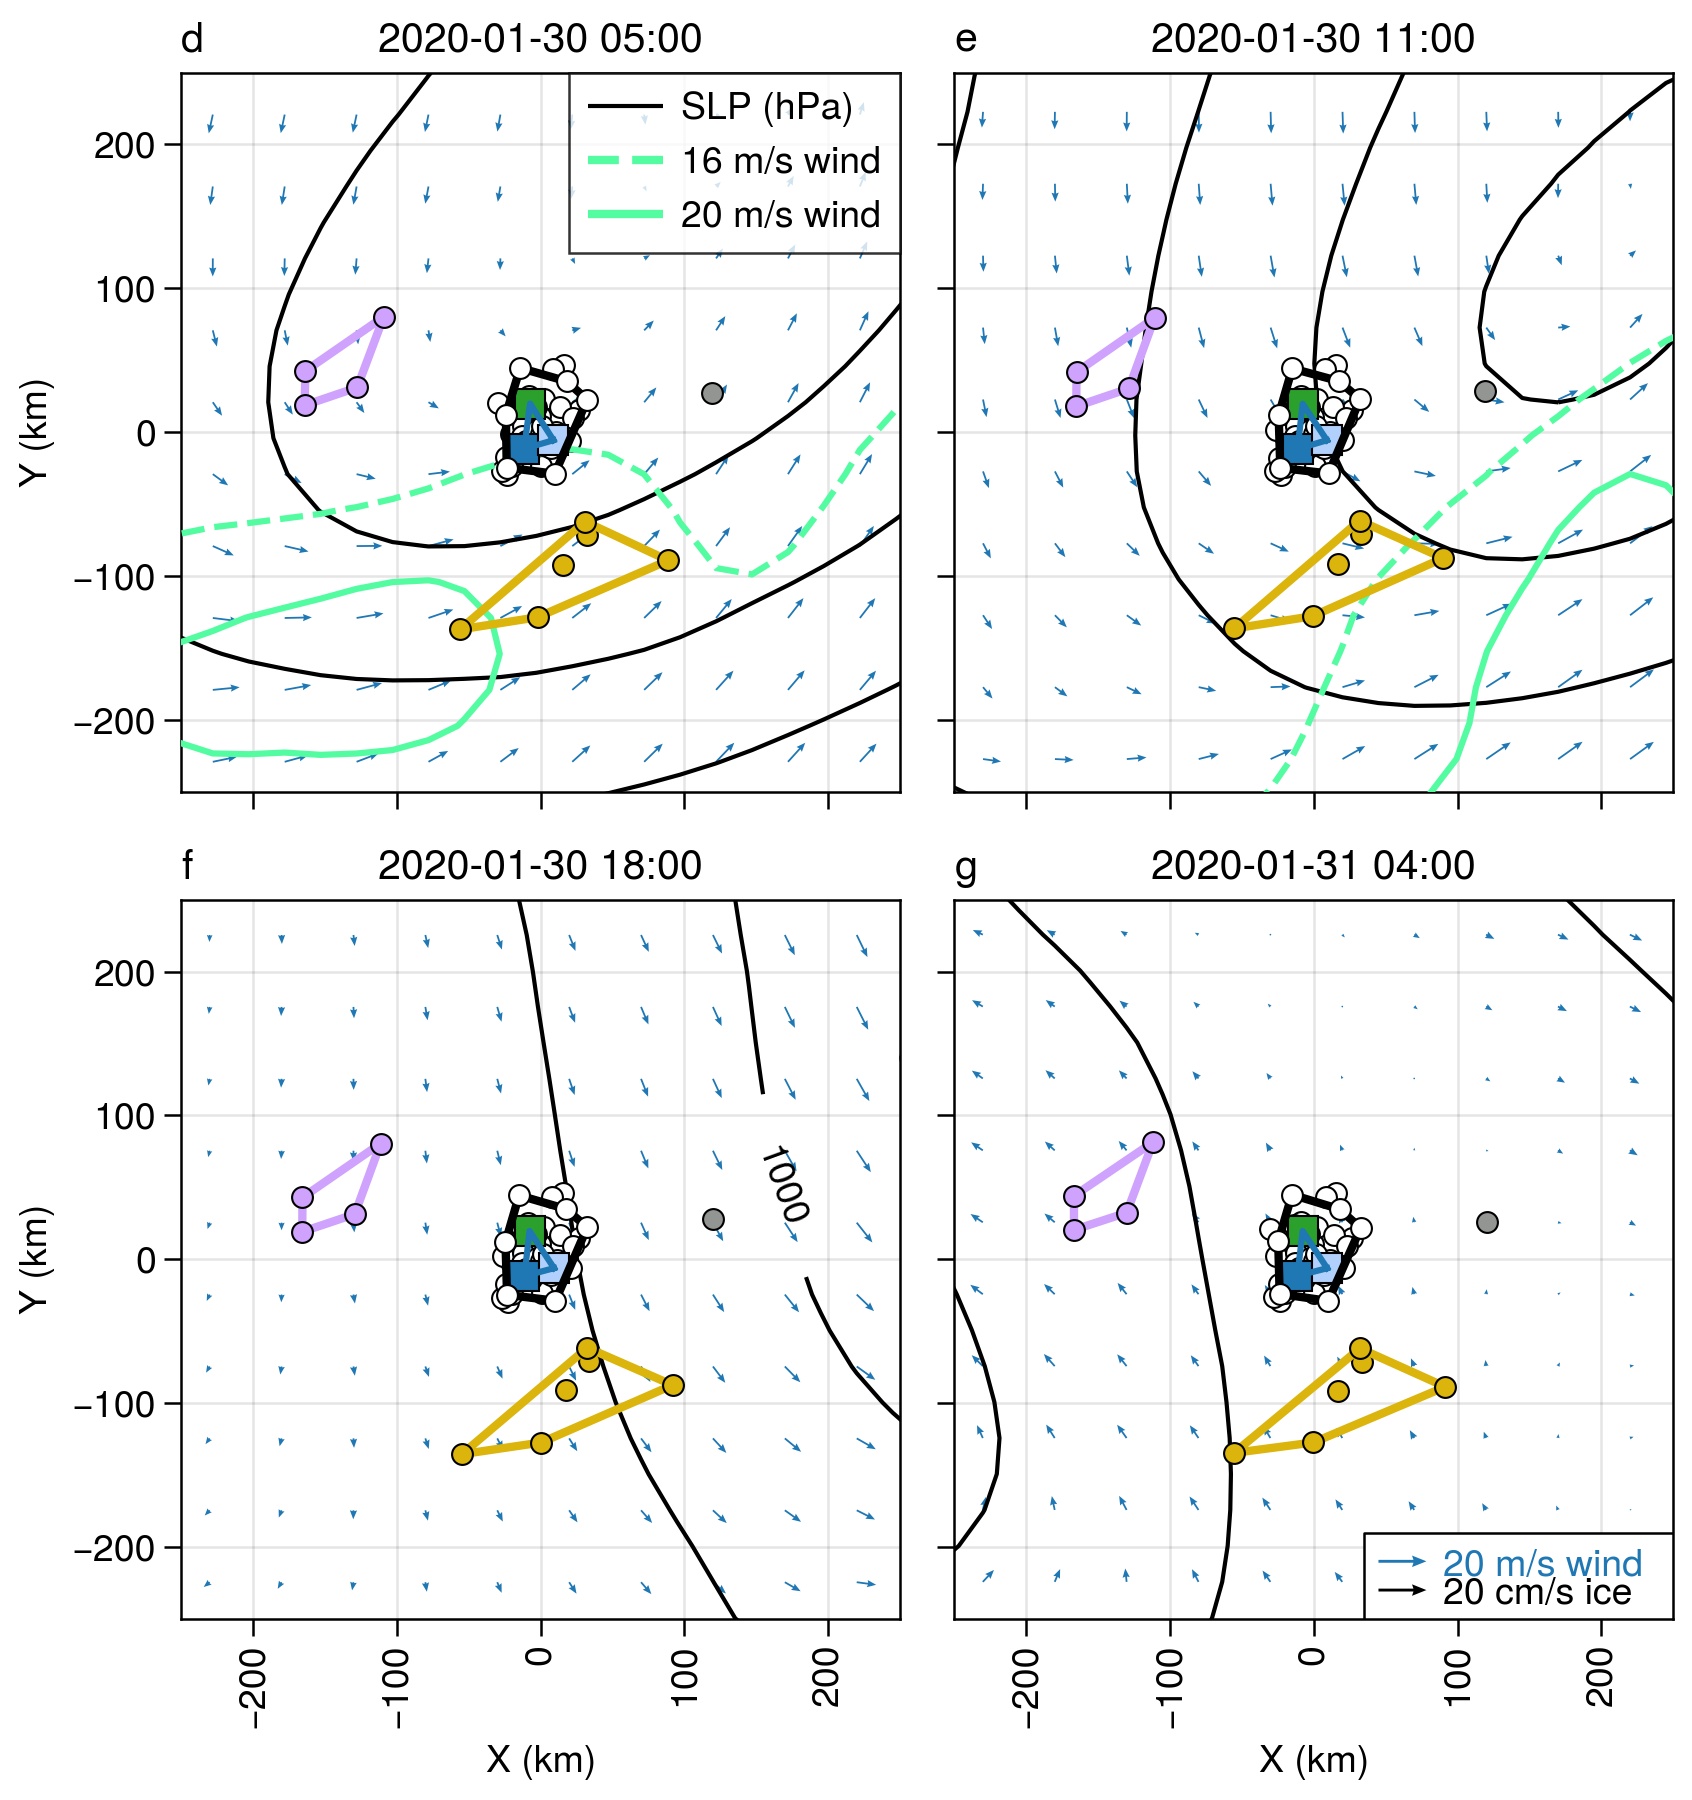 d 2020-01-30 05:00
e 2020-01-30 11:00
SLP (hPa)
16 m/s wind
20 m/s wind
200
100
0
−100
−200
Y (km)
f 2020-01-30 18:00
g 2020-01-31 04:00
200
100
0
−100
−200
Y (km)
1000
20 m/s wind
20 cm/s ice
−200
−100
0
100
200
X (km)
−200
−100
0
100
200
X (km)